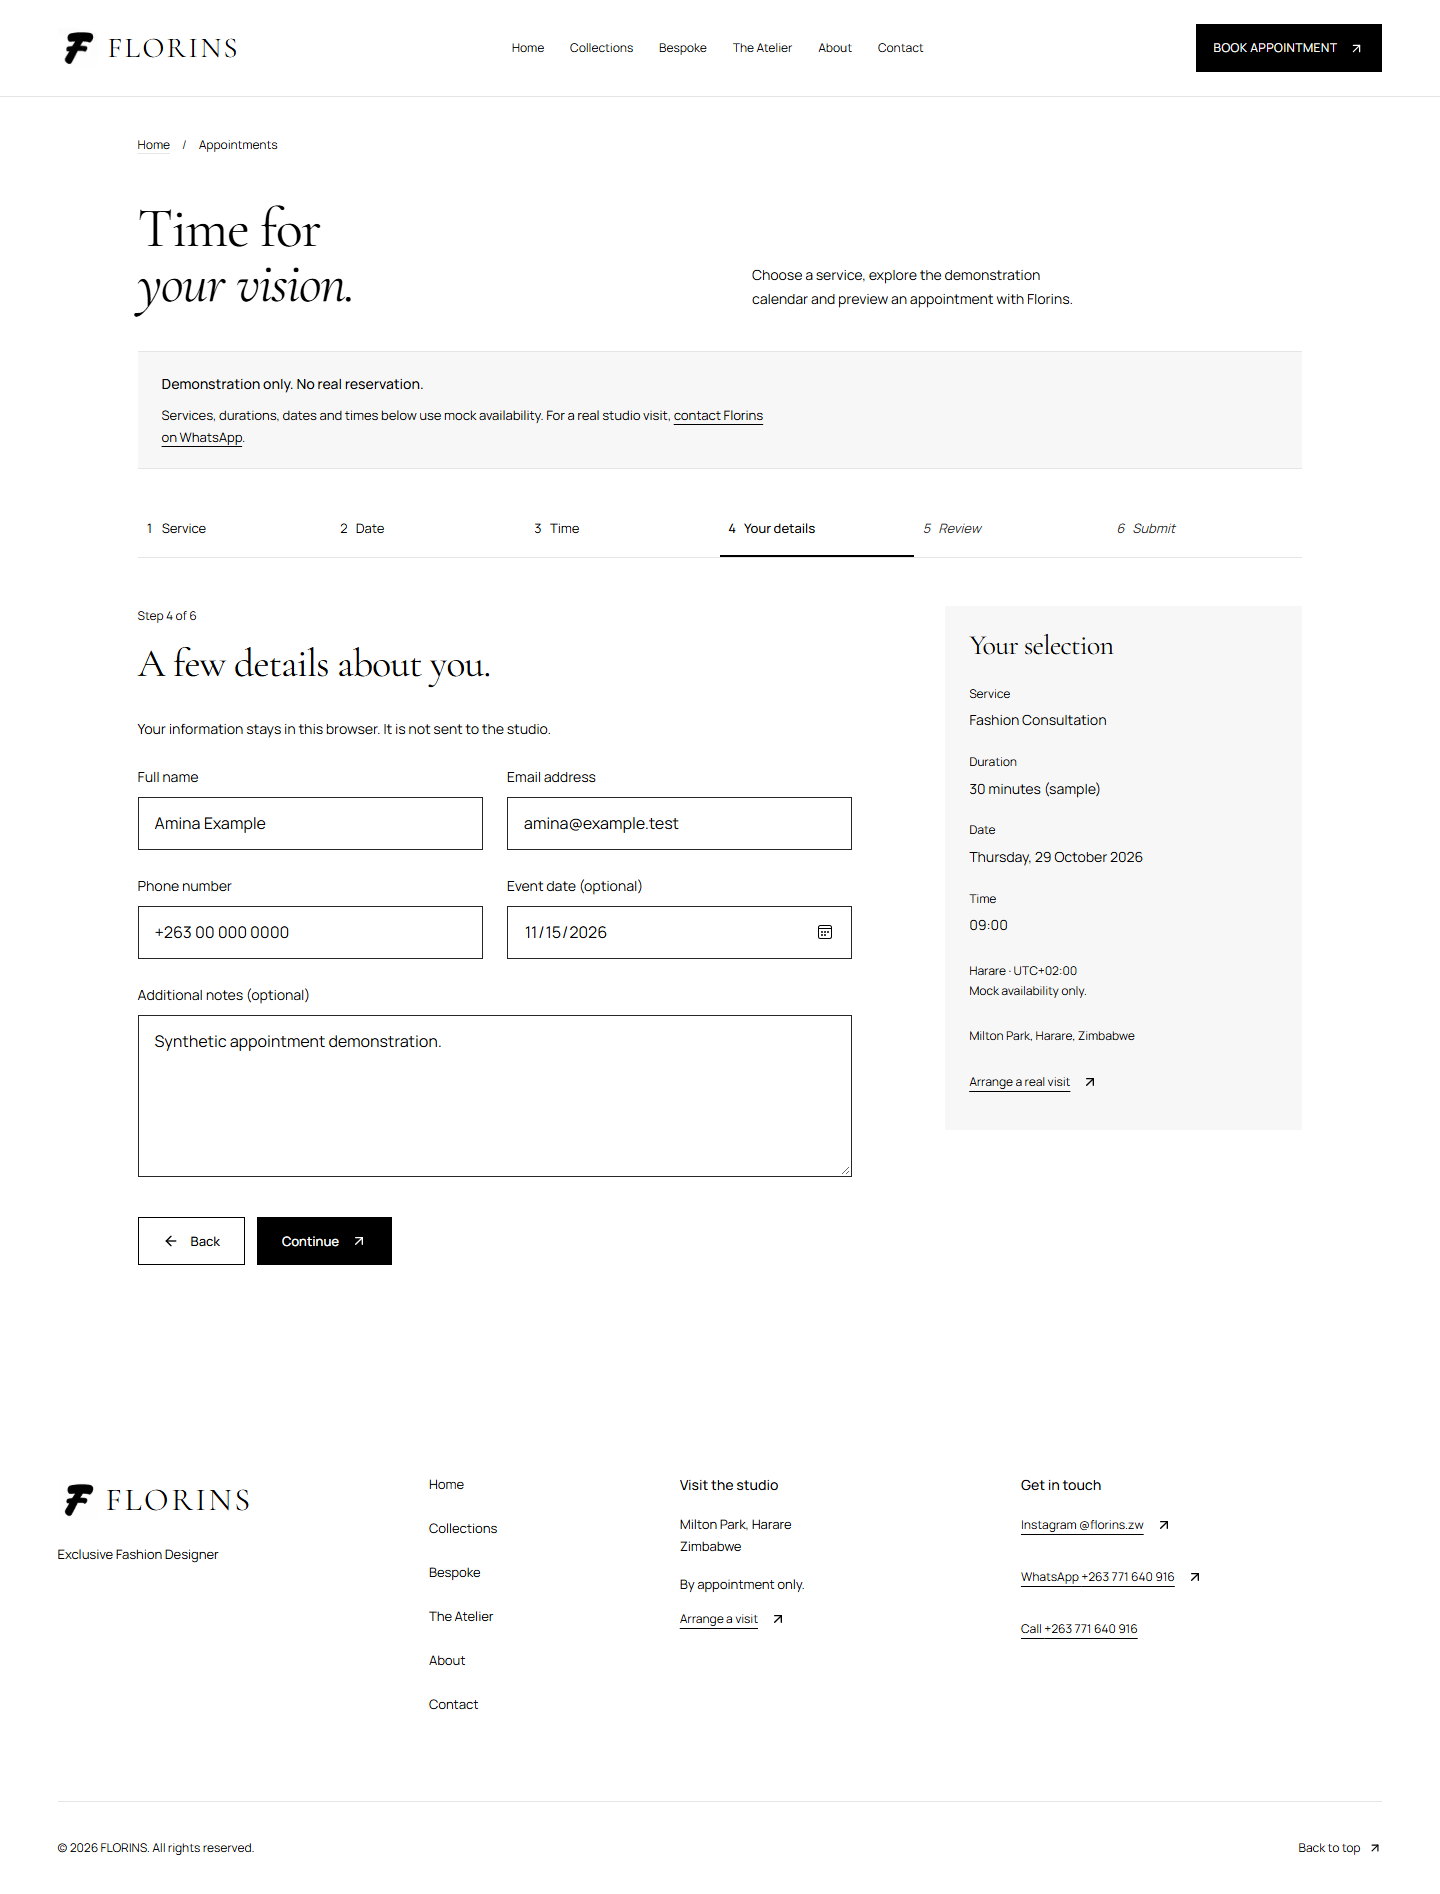 F FLORINS
Home
Collections
Bespoke
The Atelier
About
Contact
BOOK APPOINTMENT
Home / Appointments
Time for
your vision.
Choose a service, explore the demonstration
calendar and preview an appointment with Florins.
Demonstration only. No real reservation.
Services, durations, dates and times below use mock availability. For a real studio visit, contact Florins
on WhatsApp.
1 Service
2 Date
3 Time
4 Your details
5 Review
6 Submit
Step 4 of 6
A few details about you.
Your information stays in this browser. It is not sent to the studio.
Full name
Amina Example
Email address
amina@example.test
Phone number
+263 00 000 0000
Event date (optional)
11/15/2026
Additional notes (optional)
Synthetic appointment demonstration.
Back
Continue
Your selection
Service
Fashion Consultation
Duration
30 minutes (sample)
Date
Thursday, 29 October 2026
Time
09:00
Harare · UTC+02:00
Mock availability only.
Milton Park, Harare, Zimbabwe
Arrange a real visit
F FLORINS
Exclusive Fashion Designer
Home
Collections
Bespoke
The Atelier
About
Contact
Visit the studio
Milton Park, Harare
Zimbabwe
By appointment only.
Arrange a visit
Get in touch
Instagram @florins.zw
WhatsApp +263 771 640 916
Call +263 771 640 916
© 2026 FLORINS. All rights reserved.
Back to top